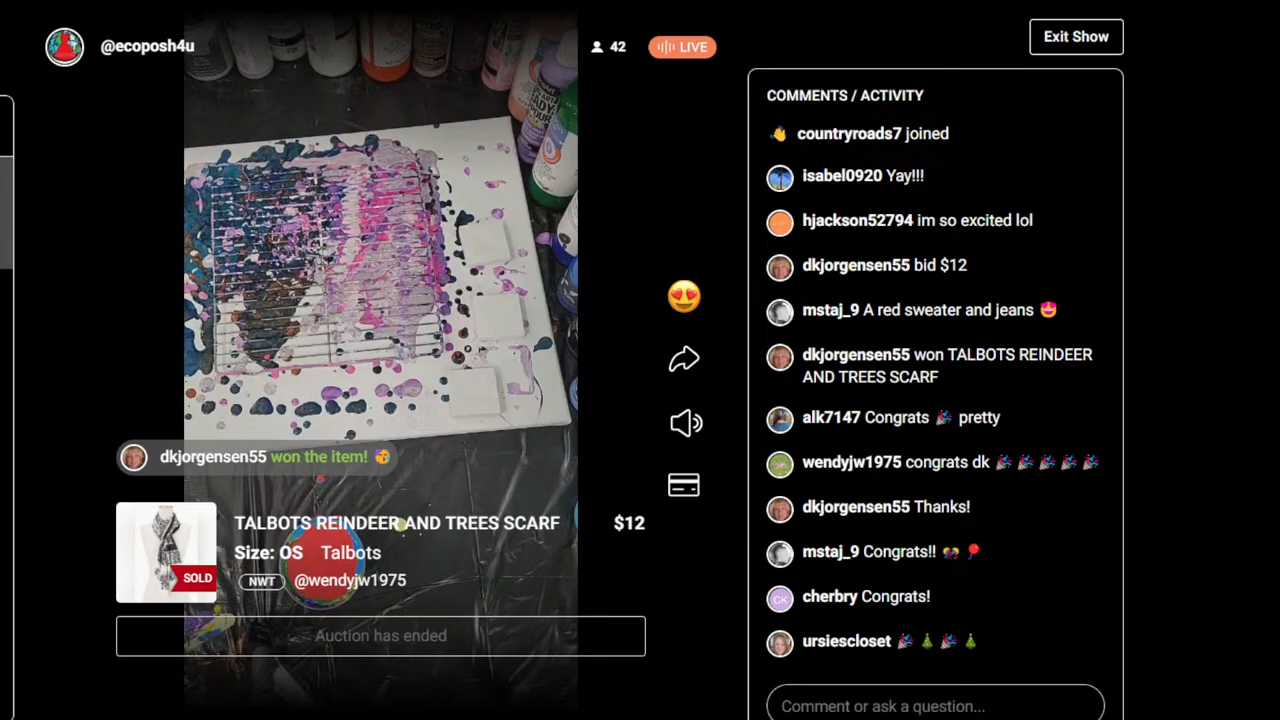 @ecoposh4u
42
LIVE
Exit Show
COMMENTS / ACTIVITY
👋 countryroads7 joined
isabel0920 Yay!!!
hjackson52794 im so excited lol
dkjorgensen55 bid $12
mstaj_9 A red sweater and jeans 🤩
dkjorgensen55 won TALBOTS REINDEER
AND TREES SCARF
alk7147 Congrats 🎉 pretty
wendyjw1975 congrats dk 🎉 🎉 🎉 🎉 🎉
dkjorgensen55 Thanks!
mstaj_9 Congrats!! 🎊 🎈
CK
cherbry Congrats!
ursiescloset 🎉 🎄 🎉 🎄
Comment or ask a question...
dkjorgensen55 won the item! 🥳
TALBOTS REINDEER AND TREES SCARF
$12
Size: OS Talbots
SOLD
NWT @wendyjw1975
Auction has ended